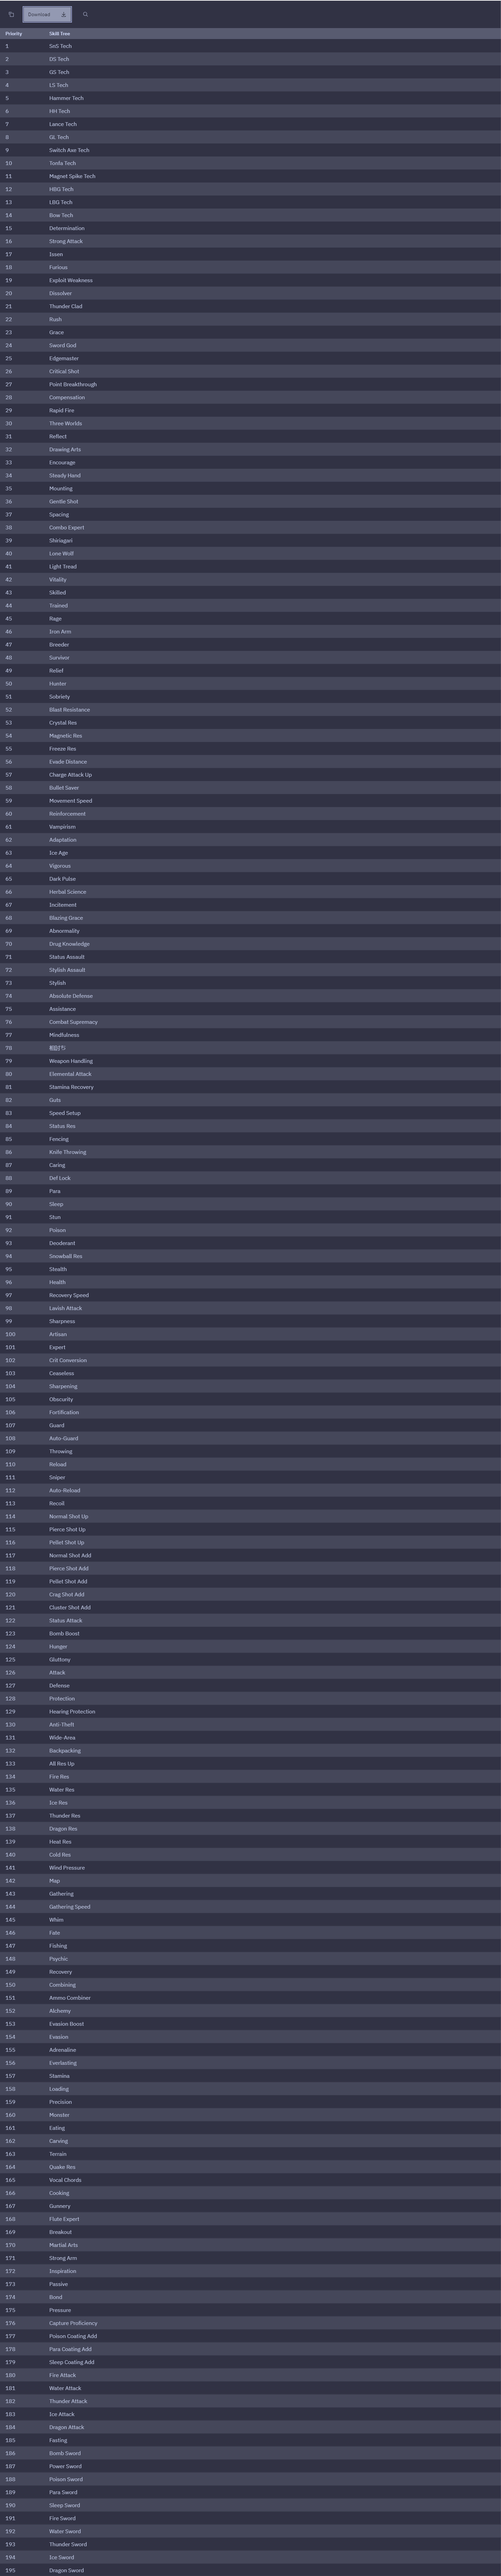 Download
Priority Skill Tree
1 SnS Tech
2 DS Tech
3 GS Tech
4 LS Tech
5 Hammer Tech
6 HH Tech
7 Lance Tech
8 GL Tech
9 Switch Axe Tech
10 Tonfa Tech
11 Magnet Spike Tech
12 HBG Tech
13 LBG Tech
14 Bow Tech
15 Determination
16 Strong Attack
17 Issen
18 Furious
19 Exploit Weakness
20 Dissolver
21 Thunder Clad
22 Rush
23 Grace
24 Sword God
25 Edgemaster
26 Critical Shot
27 Point Breakthrough
28 Compensation
29 Rapid Fire
30 Three Worlds
31 Reflect
32 Drawing Arts
33 Encourage
34 Steady Hand
35 Mounting
36 Gentle Shot
37 Spacing
38 Combo Expert
39 Shiriagari
40 Lone Wolf
41 Light Tread
42 Vitality
43 Skilled
44 Trained
45 Rage
46 Iron Arm
47 Breeder
48 Survivor
49 Relief
50 Hunter
51 Sobriety
52 Blast Resistance
53 Crystal Res
54 Magnetic Res
55 Freeze Res
56 Evade Distance
57 Charge Attack Up
58 Bullet Saver
59 Movement Speed
60 Reinforcement
61 Vampirism
62 Adaptation
63 Ice Age
64 Vigorous
65 Dark Pulse
66 Herbal Science
67 Incitement
68 Blazing Grace
69 Abnormality
70 Drug Knowledge
71 Status Assault
72 Stylish Assault
73 Stylish
74 Absolute Defense
75 Assistance
76 Combat Supremacy
77 Mindfulness
78
79 Weapon Handling
80 Elemental Attack
81 Stamina Recovery
82 Guts
83 Speed Setup
84 Status Res
85 Fencing
86 Knife Throwing
87 Caring
88 Def Lock
89 Para
90 Sleep
91 Stun
92 Poison
93 Deoderant
94 Snowball Res
95 Stealth
96 Health
97 Recovery Speed
98 Lavish Attack
99 Sharpness
100 Artisan
101 Expert
102 Crit Conversion
103 Ceaseless
104 Sharpening
105 Obscurity
106 Fortification
107 Guard
108 Auto-Guard
109 Throwing
110 Reload
111 Sniper
112 Auto-Reload
113 Recoil
114 Normal Shot Up
115 Pierce Shot Up
116 Pellet Shot Up
117 Normal Shot Add
118 Pierce Shot Add
119 Pellet Shot Add
120 Crag Shot Add
121 Cluster Shot Add
122 Status Attack
123 Bomb Boost
124 Hunger
125 Gluttony
126 Attack
127 Defense
128 Protection
129 Hearing Protection
130 Anti-Theft
131 Wide-Area
132 Backpacking
133 All Res Up
134 Fire Res
135 Water Res
136 Ice Res
137 Thunder Res
138 Dragon Res
139 Heat Res
140 Cold Res
141 Wind Pressure
142 Map
143 Gathering
144 Gathering Speed
145 Whim
146 Fate
147 Fishing
148 Psychic
149 Recovery
150 Combining
151 Ammo Combiner
152 Alchemy
153 Evasion Boost
154 Evasion
155 Adrenaline
156 Everlasting
157 Stamina
158 Loading
159 Precision
160 Monster
161 Eating
162 Carving
163 Terrain
164 Quake Res
165 Vocal Chords
166 Cooking
167 Gunnery
168 Flute Expert
169 Breakout
170 Martial Arts
171 Strong Arm
172 Inspiration
173 Passive
174 Bond
175 Pressure
176 Capture Proficiency
177 Poison Coating Add
178 Para Coating Add
179 Sleep Coating Add
180 Fire Attack
181 Water Attack
182 Thunder Attack
183 Ice Attack
184 Dragon Attack
185 Fasting
186 Bomb Sword
187 Power Sword
188 Poison Sword
189 Para Sword
190 Sleep Sword
191 Fire Sword
192 Water Sword
193 Thunder Sword
194 Ice Sword
195 Dragon Sword